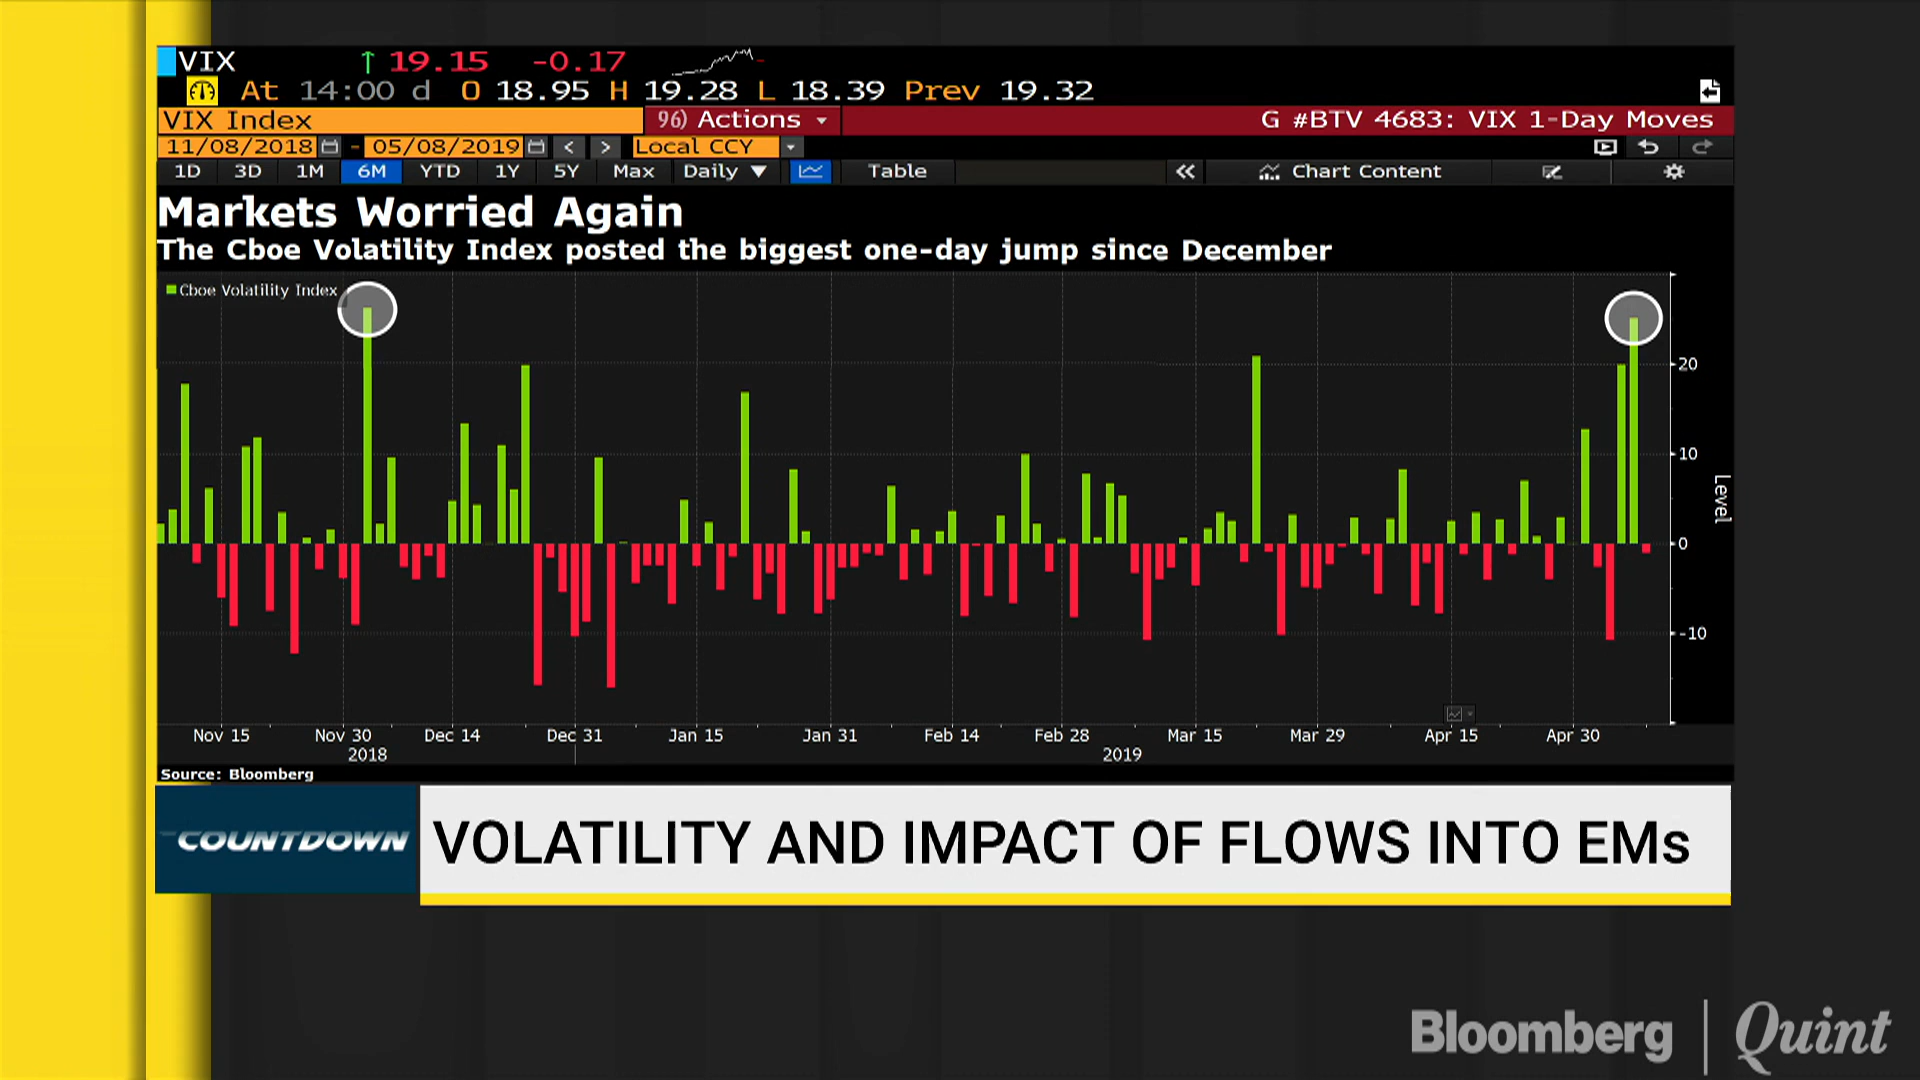 VIX ↑ 19.15 -0.17
At 14:00 d O 18.95 H 19.28 L 18.39 Prev 19.32
VIX Index 96) Actions G #BTV 4683: VIX 1-Day Moves
11/08/2018 - 05/08/2019 < > Local CCY
1D 3D 1M 6M YTD 1Y 5Y Max Daily ▼ Table « Chart Content
Markets Worried Again
The Cboe Volatility Index posted the biggest one-day jump since December
Cboe Volatility Index
20
10
0
-10
Level
Nov 15 Nov 30 Dec 14 Dec 31 Jan 15 Jan 31 Feb 14 Feb 28 Mar 15 Mar 29 Apr 15 Apr 30
2018 2019
Source: Bloomberg
COUNTDOWN
VOLATILITY AND IMPACT OF FLOWS INTO EMs
Bloomberg | Quint